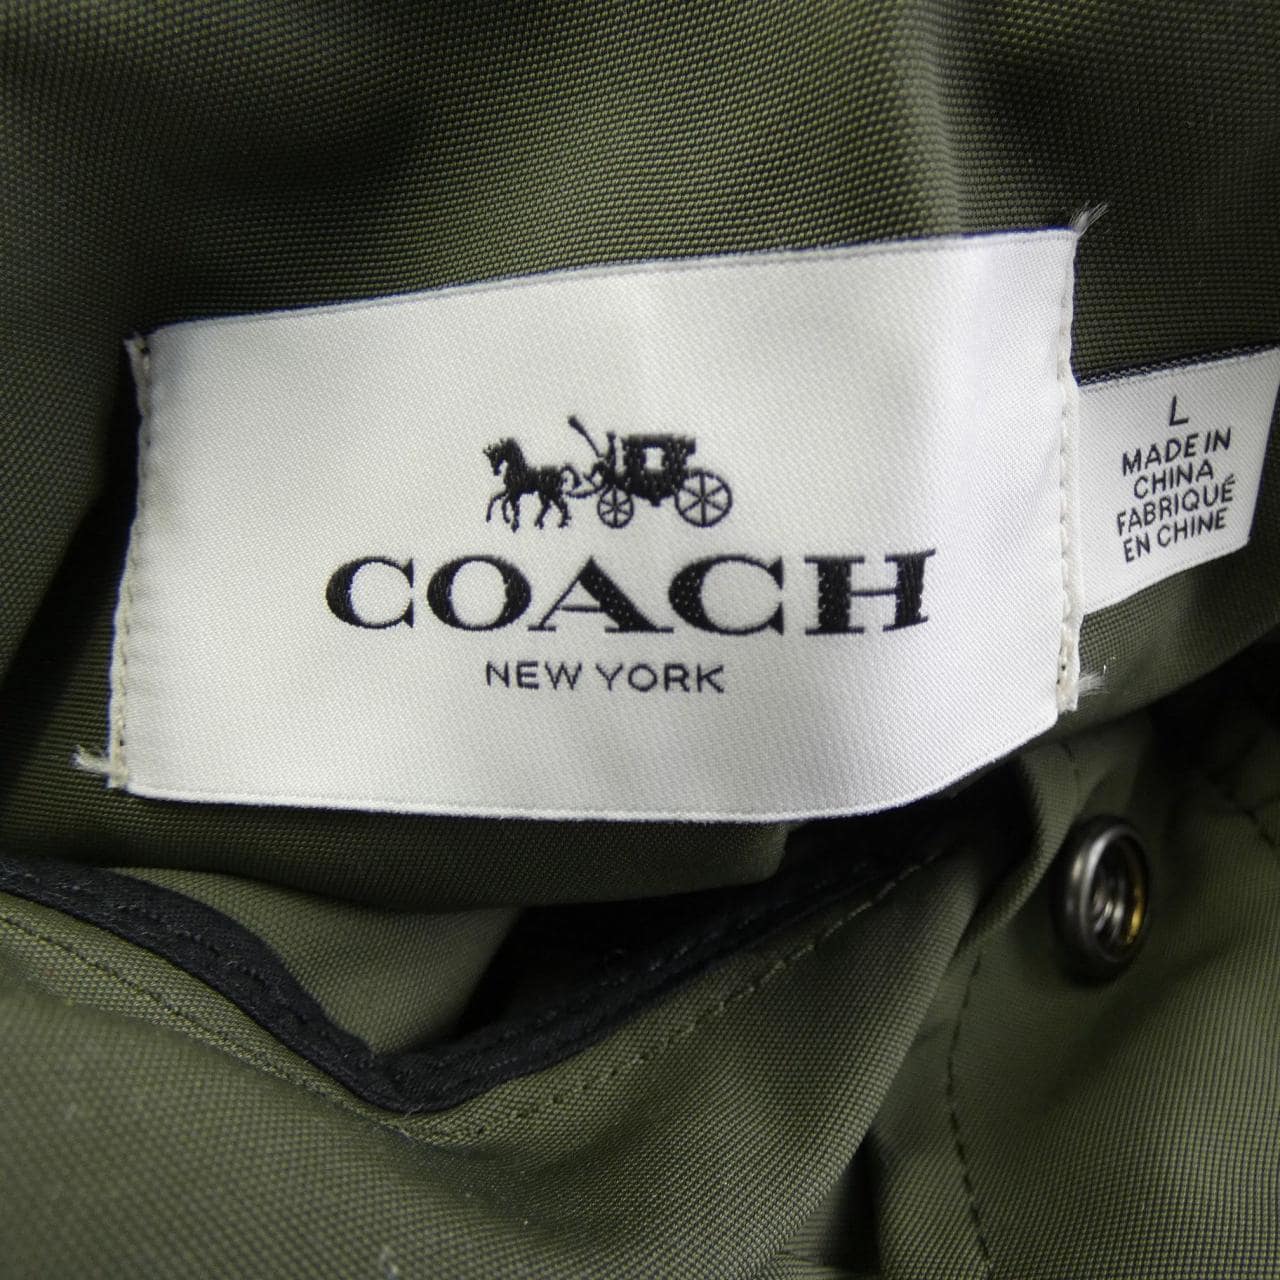 COACH
NEW YORK
L
MADE IN
CHINA
FABRIQUÉ
EN CHINE